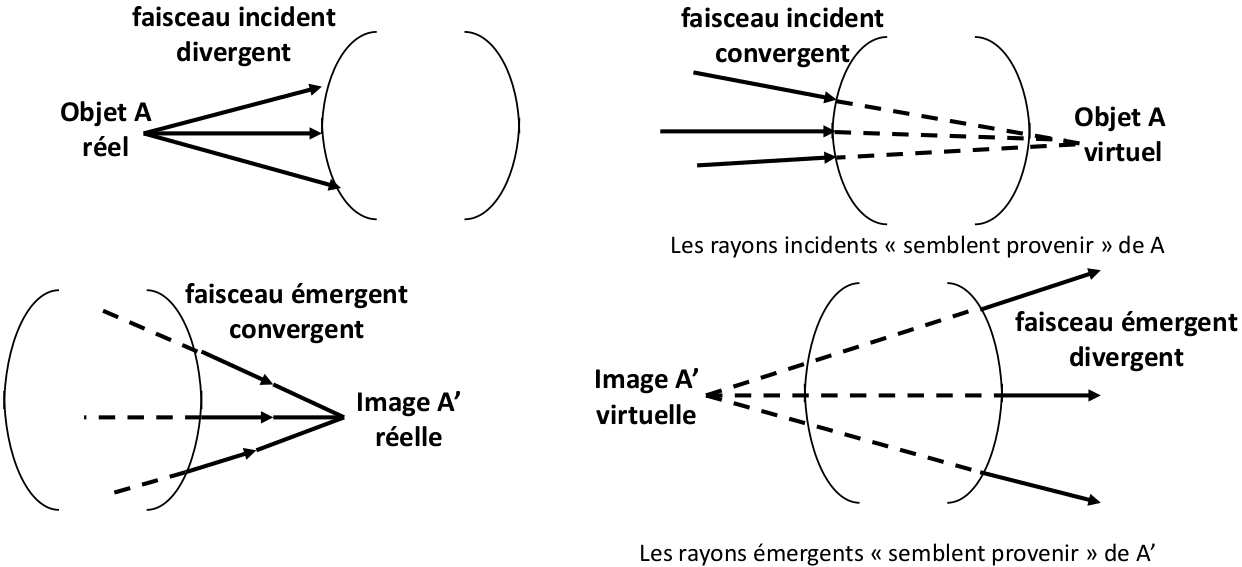 faisceau incident
divergent
Objet A
réel
faisceau incident
convergent
Objet A
virtuel
Les rayons incidents « semblent provenir » de A
faisceau émergent
convergent
Image A’
réelle
faisceau émergent
divergent
Image A’
virtuelle
Les rayons émergents « semblent provenir » de A’